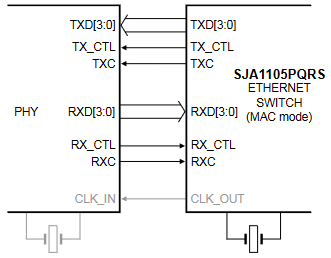 TXD[3:0] TXD[3:0]
TX_CTL TX_CTL
TXC TXC
SJA1105PQRS
ETHERNET
SWITCH
(MAC mode)
PHY
RXD[3:0] RXD[3:0]
RX_CTL RX_CTL
RXC RXC
CLK_IN CLK_OUT